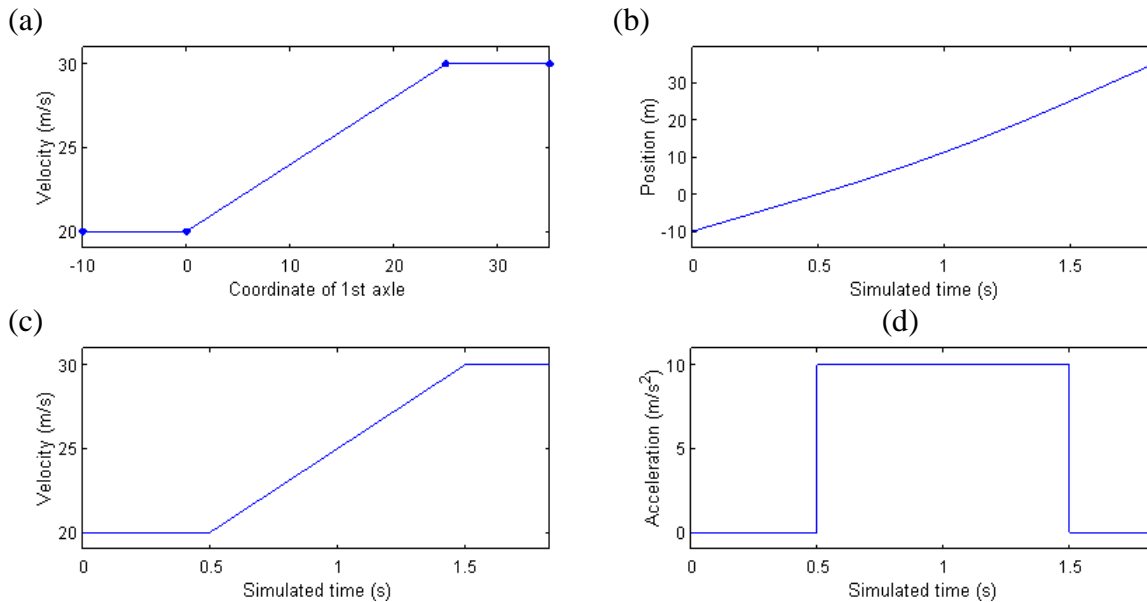 (a)
Velocity (m/s)
30
25
20
-10 0 10 20 30
Coordinate of 1st axle
(b)
Position (m)
30
20
10
0
-10
0 0.5 1 1.5
Simulated time (s)
(c)
Velocity (m/s)
30
25
20
0 0.5 1 1.5
Simulated time (s)
(d)
Acceleration (m/s²)
10
5
0
0 0.5 1 1.5
Simulated time (s)